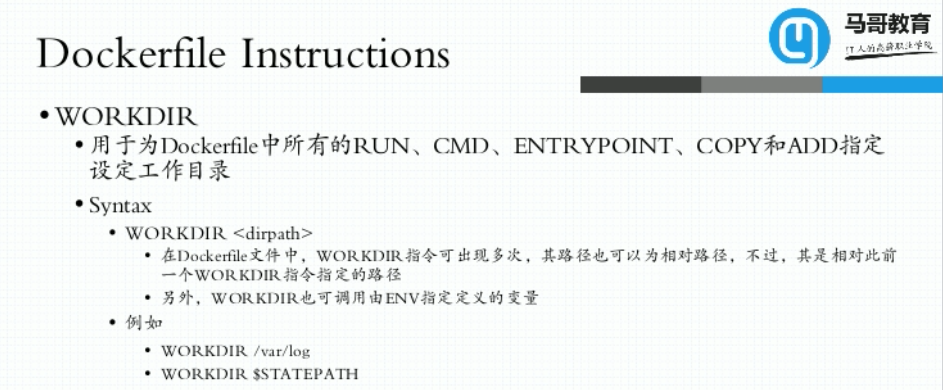 Dockerfile Instructions
马哥教育
IT人的高薪职业学院
•WORKDIR
•用于为Dockerfile中所有的RUN、CMD、ENTRYPOINT、COPY和ADD指定
设定工作目录
•Syntax
• WORKDIR <dirpath>
• 在Dockerfile文件中，WORKDIR指令可出现多次，其路径也可以为相对路径，不过，其是相对此前
一个WORKDIR指令指定的路径
• 另外，WORKDIR也可调用由ENV指定定义的变量
• 例如
• WORKDIR /var/log
• WORKDIR $STATEPATH